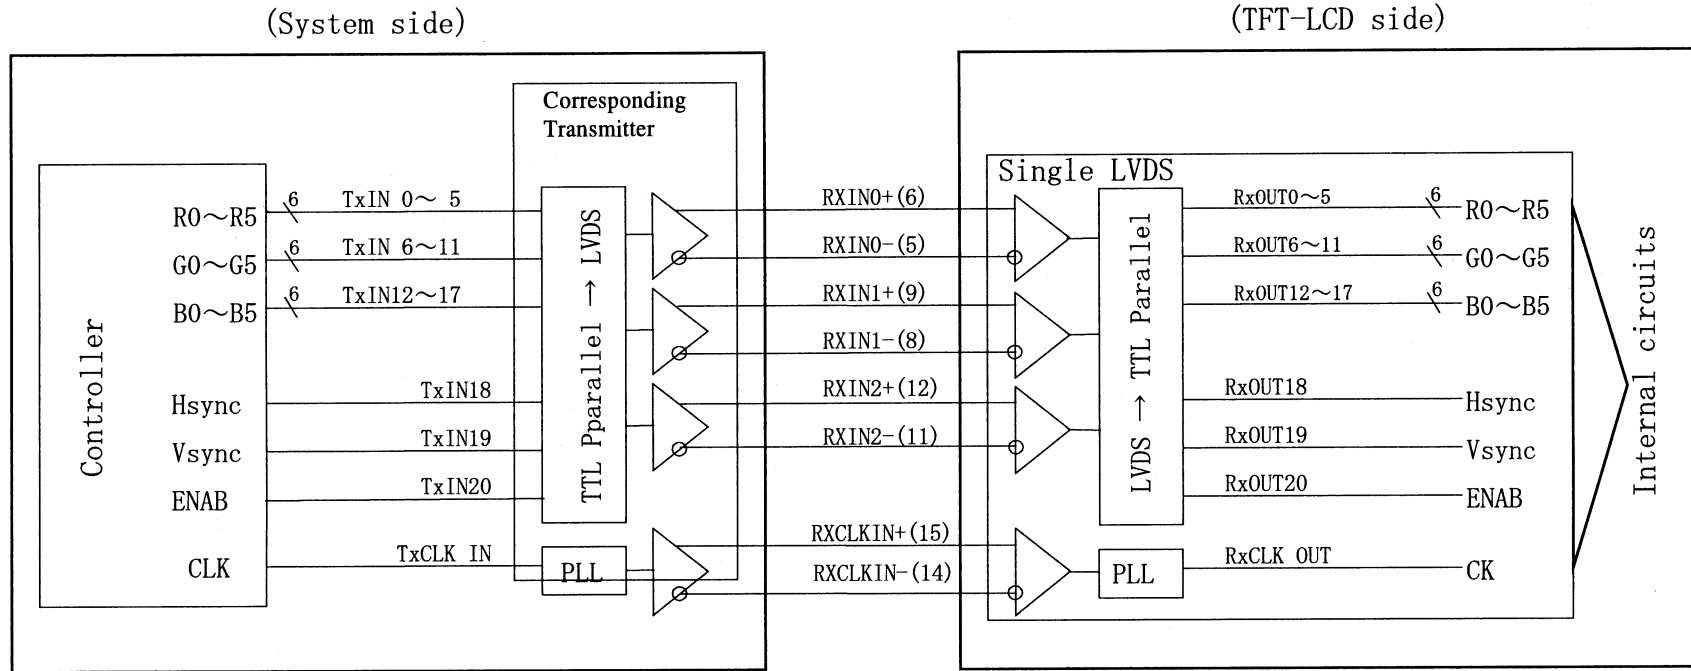 (System side)
(TFT-LCD side)
Corresponding
Transmitter
Single LVDS
Controller
R0～R5
6
TxIN 0～ 5
G0～G5
6
TxIN 6～11
B0～B5
6
TxIN12～17
Hsync
TxIN18
Vsync
TxIN19
ENAB
TxIN20
CLK
TxCLK IN
TTL Pparallel → LVDS
PLL
RXIN0+(6)
RXIN0-(5)
RXIN1+(9)
RXIN1-(8)
RXIN2+(12)
RXIN2-(11)
RXCLKIN+(15)
RXCLKIN-(14)
LVDS → TTL Parallel
PLL
RxOUT0～5
6
R0～R5
RxOUT6～11
6
G0～G5
RxOUT12～17
6
B0～B5
RxOUT18
Hsync
RxOUT19
Vsync
RxOUT20
ENAB
RxCLK OUT
CK
Internal circuits